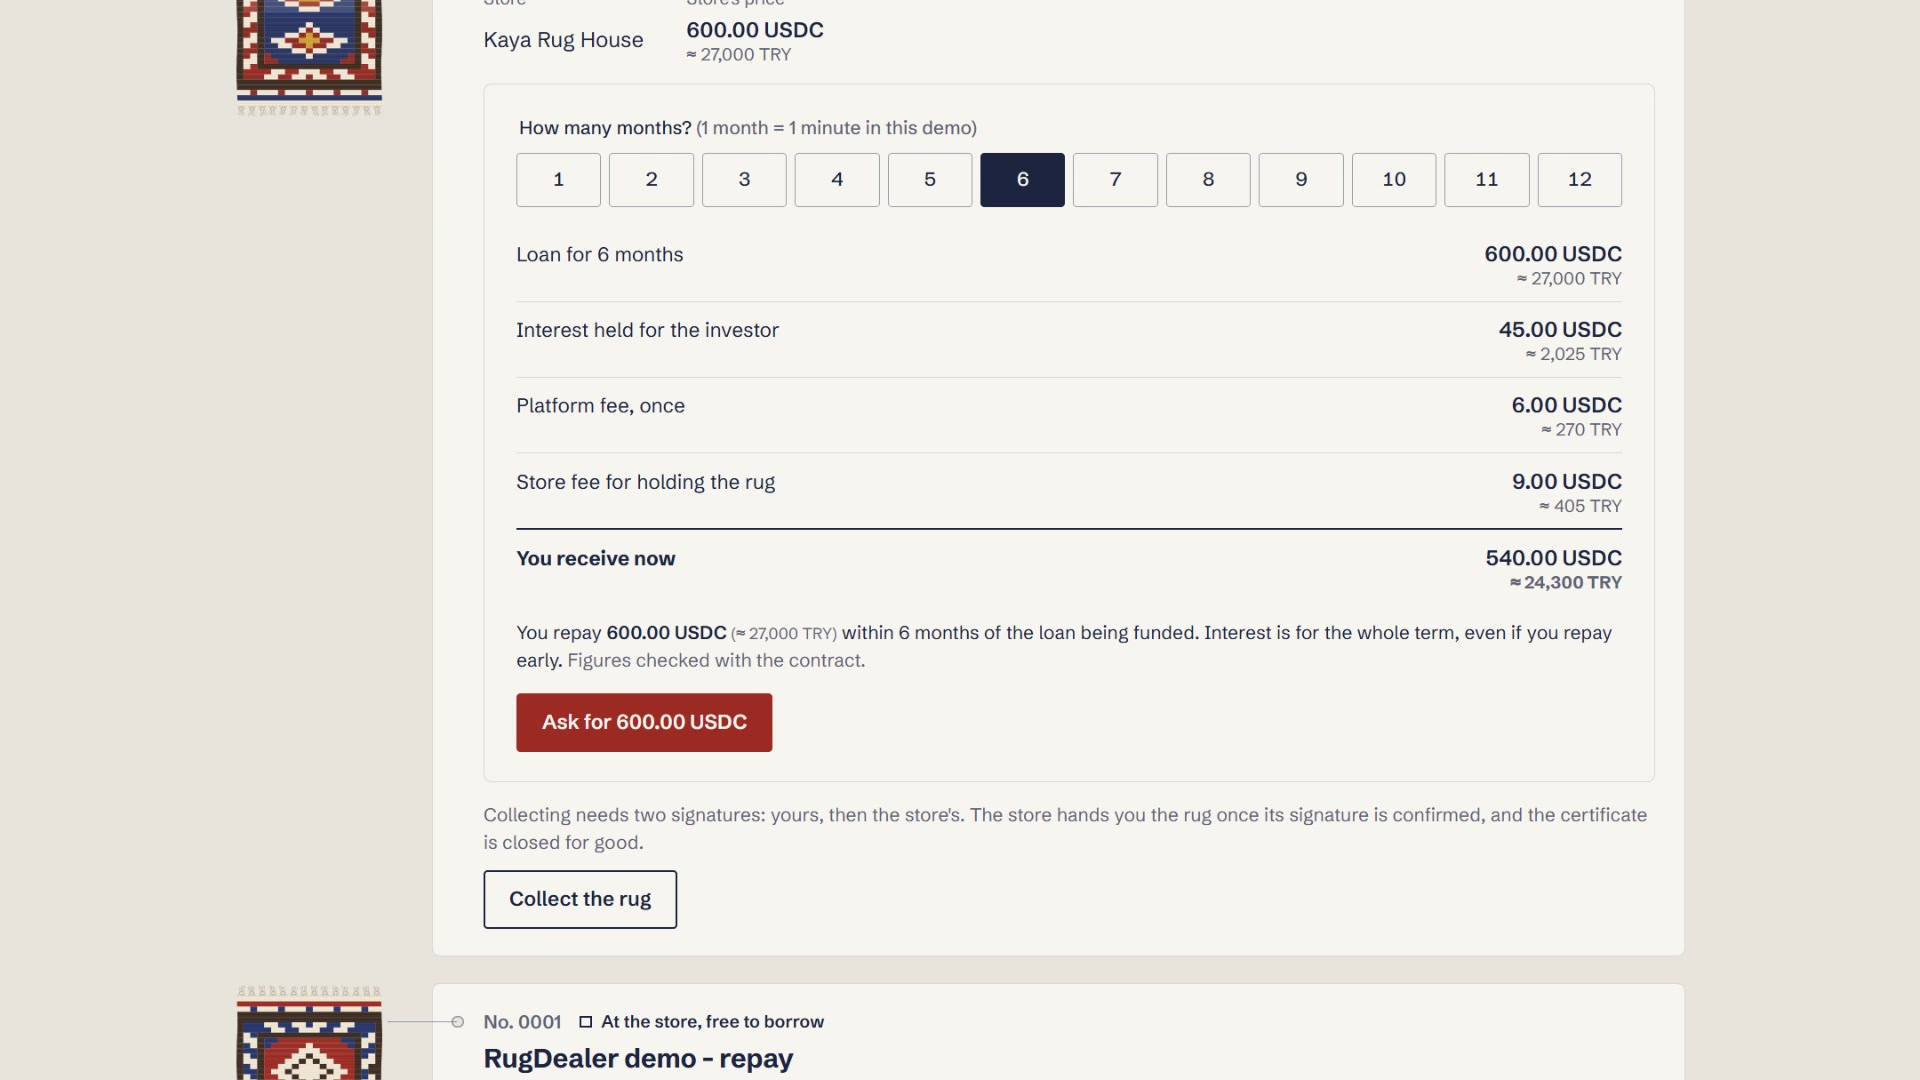 Store Store's price
Kaya Rug House
600.00 USDC
≈ 27,000 TRY
How many months? (1 month = 1 minute in this demo)
1 2 3 4 5 6 7 8 9 10 11 12
Loan for 6 months 600.00 USDC
≈ 27,000 TRY
Interest held for the investor 45.00 USDC
≈ 2,025 TRY
Platform fee, once 6.00 USDC
≈ 270 TRY
Store fee for holding the rug 9.00 USDC
≈ 405 TRY
You receive now 540.00 USDC
≈ 24,300 TRY
You repay 600.00 USDC (≈ 27,000 TRY) within 6 months of the loan being funded. Interest is for the whole term, even if you repay
early. Figures checked with the contract.
Ask for 600.00 USDC
Collecting needs two signatures: yours, then the store's. The store hands you the rug once its signature is confirmed, and the certificate
is closed for good.
Collect the rug
No. 0001 At the store, free to borrow
RugDealer demo - repay